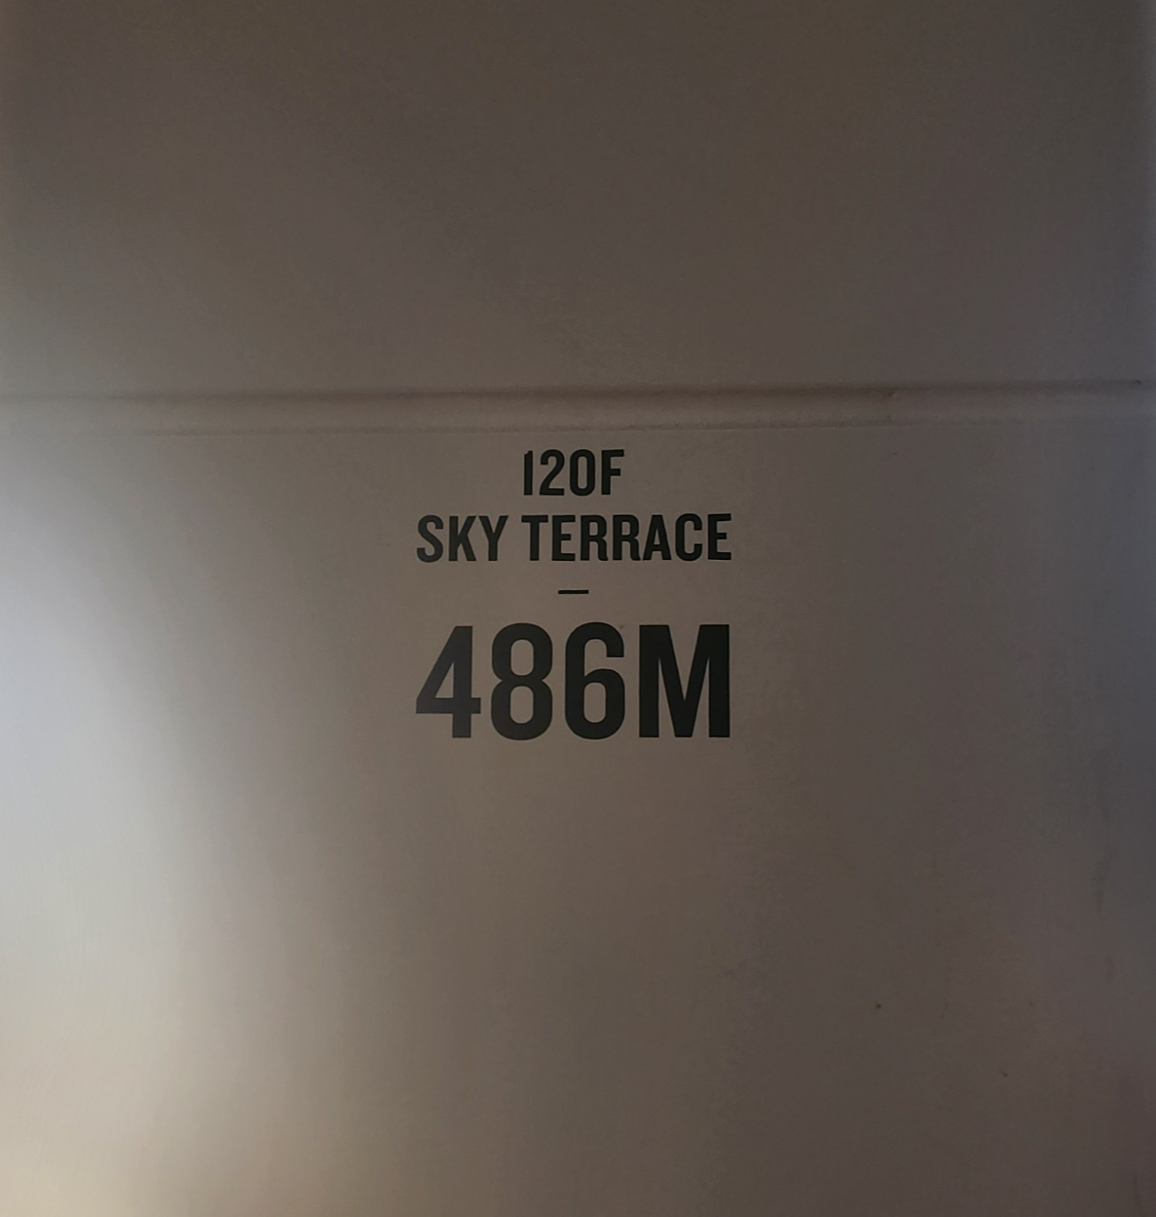 120F
SKY TERRACE
—
486M